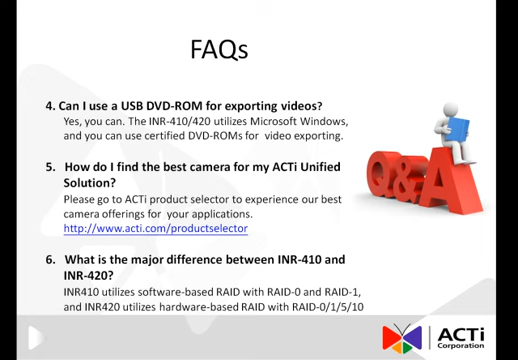 FAQs
4. Can I use a USB DVD-ROM for exporting videos?
Yes, you can. The INR-410/420 utilizes Microsoft Windows,
and you can use certified DVD-ROMs for video exporting.
5. How do I find the best camera for my ACTi Unified
Solution?
Please go to ACTi product selector to experience our best
camera offerings for your applications.
http://www.acti.com/productselector
Q&A
6. What is the major difference between INR-410 and
INR-420?
INR410 utilizes software-based RAID with RAID-0 and RAID-1,
and INR420 utilizes hardware-based RAID with RAID-0/1/5/10
ACTi
Corporation